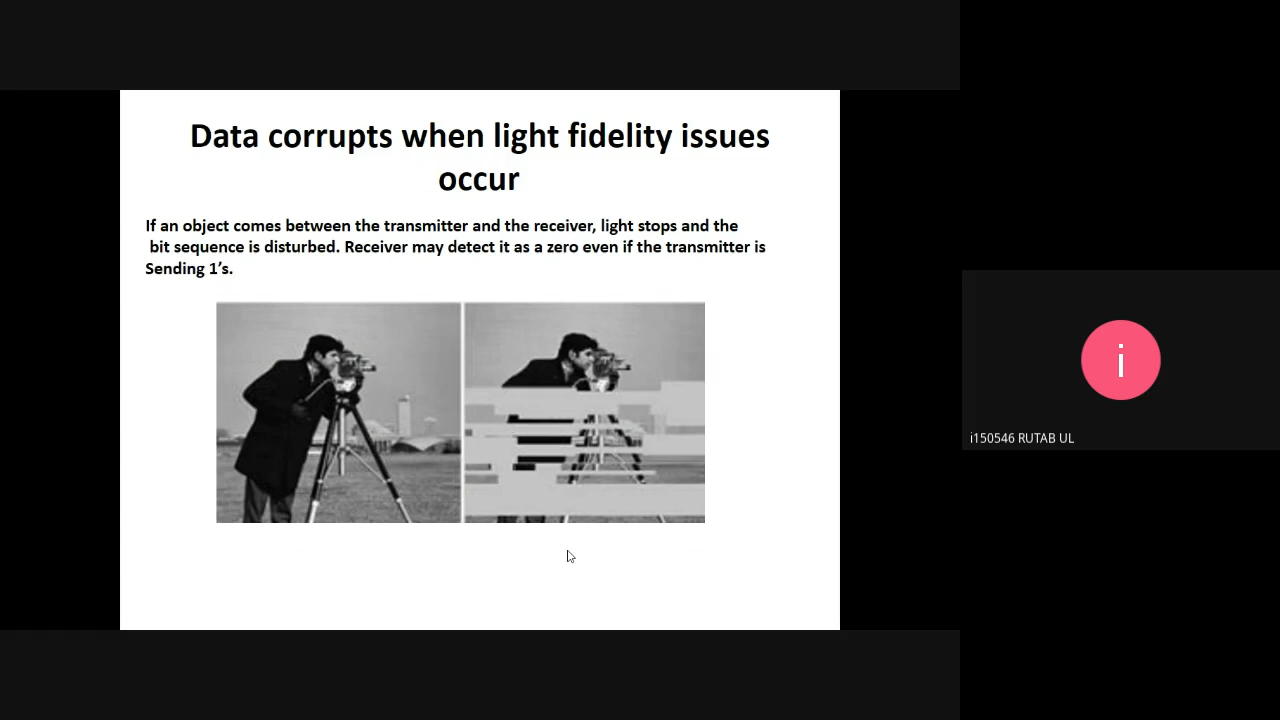 Data corrupts when light fidelity issues
occur
If an object comes between the transmitter and the receiver, light stops and the
bit sequence is disturbed. Receiver may detect it as a zero even if the transmitter is
Sending 1’s.
i
i150546 RUTAB UL